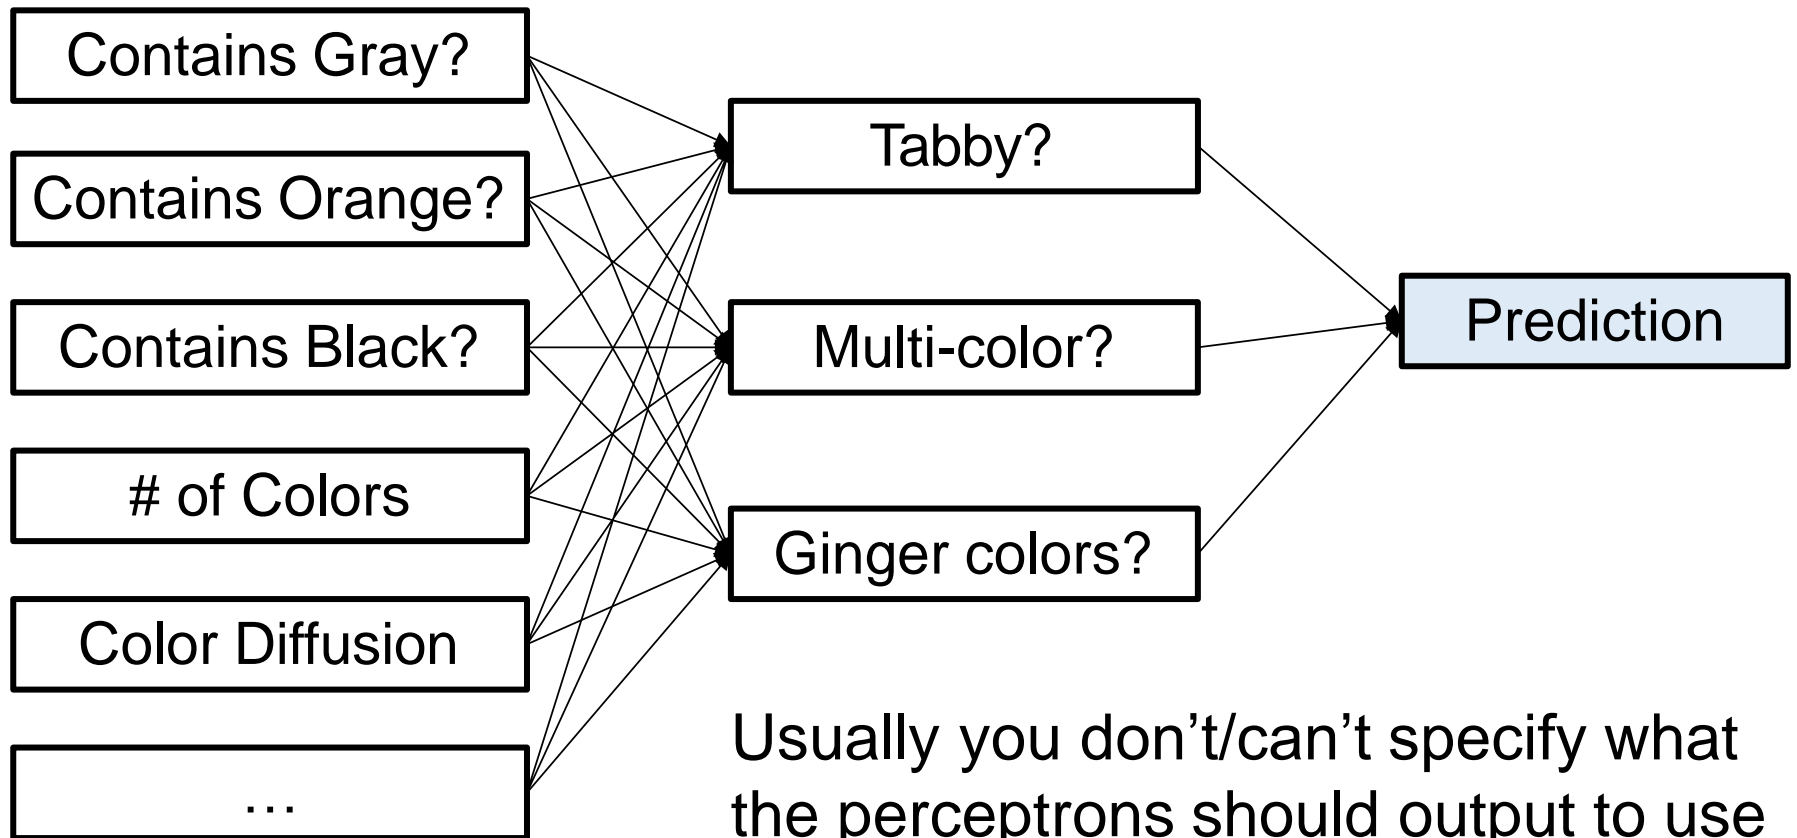 Contains Gray?
Contains Orange?
Contains Black?
# of Colors
Color Diffusion
…
Tabby?
Multi-color?
Ginger colors?
Prediction
Usually you don’t/can’t specify what
the perceptrons should output to use